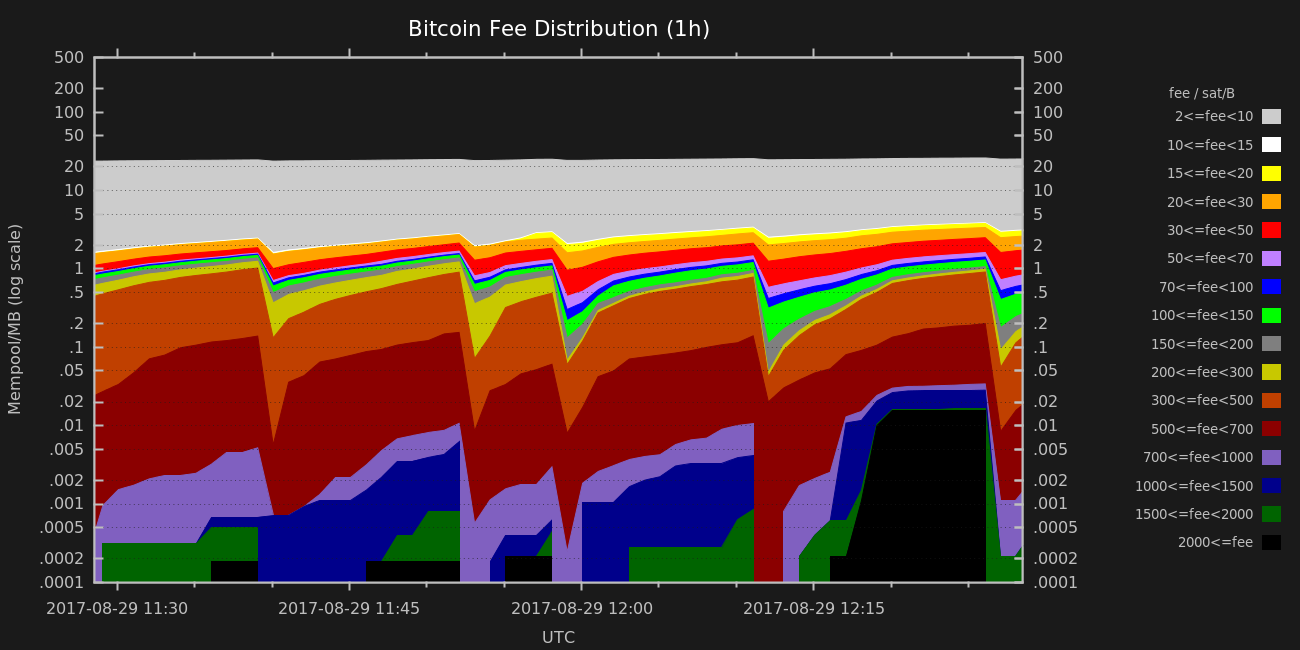 Bitcoin Fee Distribution (1h)
500
200
100
50
20
10
5
2
1
.5
.2
.1
.05
.02
.01
.005
.002
.001
.0005
.0002
.0001
Mempool/MB (log scale)
500
200
100
50
20
10
5
2
1
.5
.2
.1
.05
.02
.01
.005
.002
.001
.0005
.0002
.0001
2017-08-29 11:30
2017-08-29 11:45
2017-08-29 12:00
2017-08-29 12:15
UTC
fee / sat/B
2<=fee<10
10<=fee<15
15<=fee<20
20<=fee<30
30<=fee<50
50<=fee<70
70<=fee<100
100<=fee<150
150<=fee<200
200<=fee<300
300<=fee<500
500<=fee<700
700<=fee<1000
1000<=fee<1500
1500<=fee<2000
2000<=fee